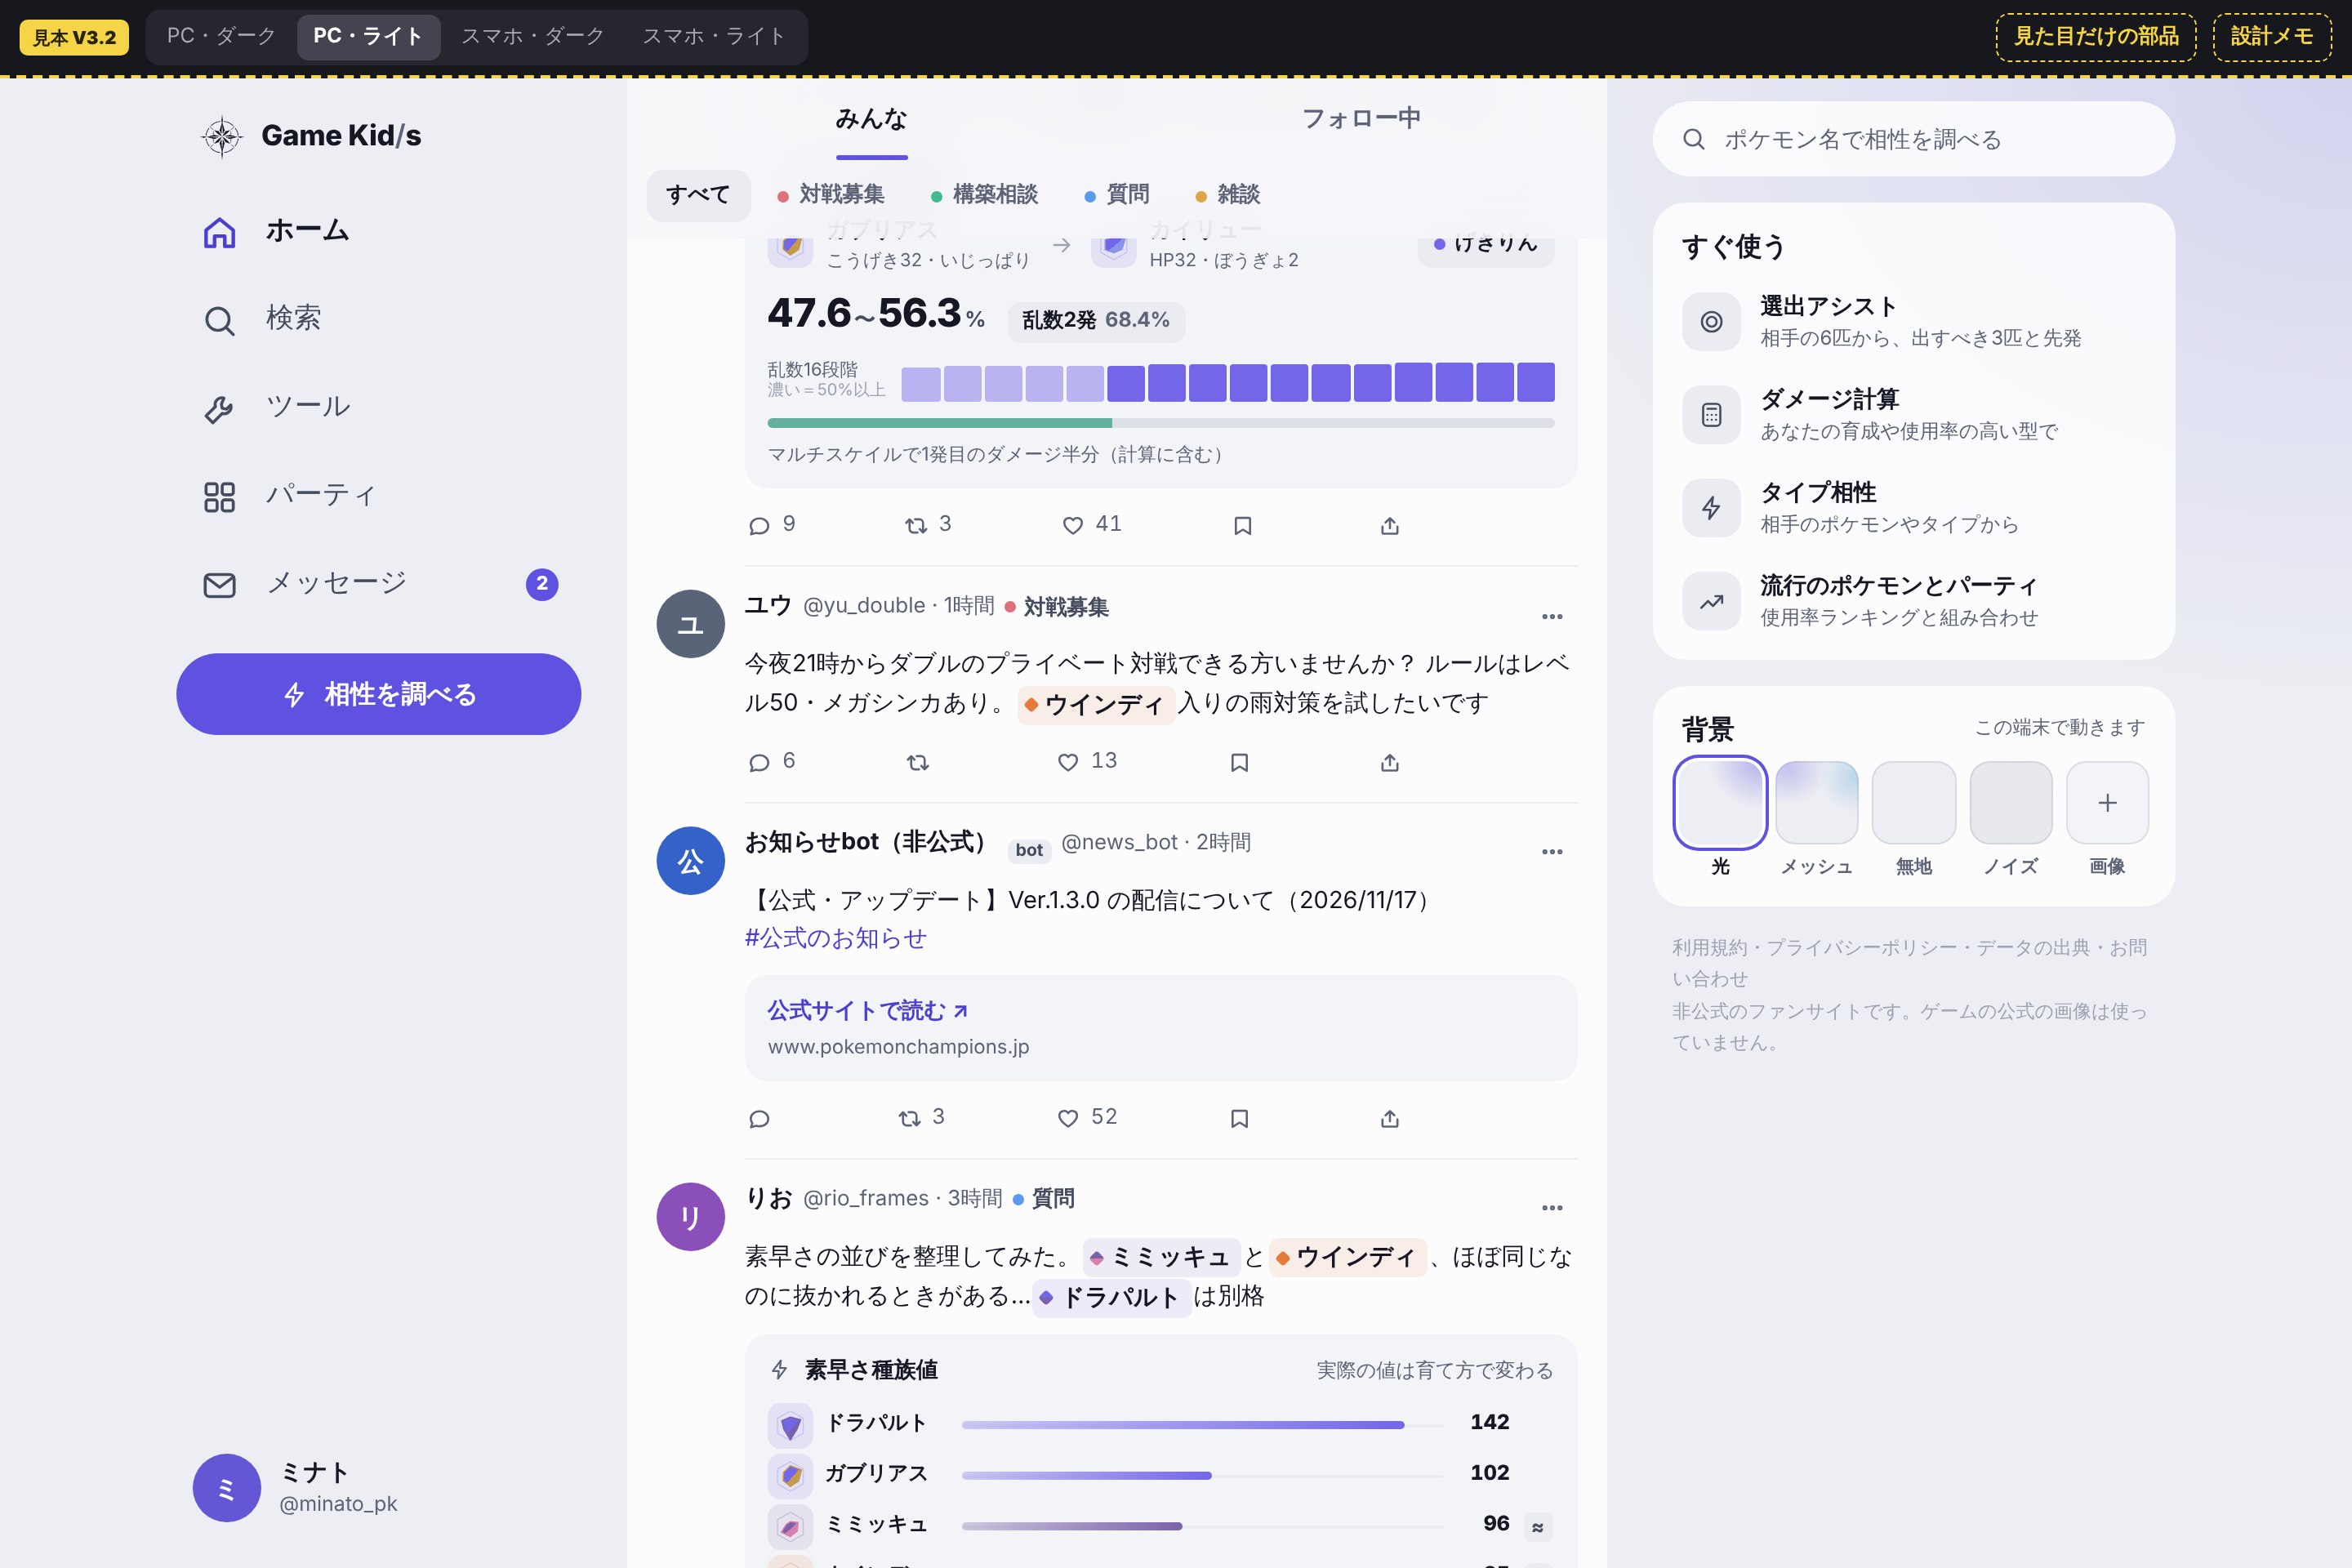 見本 V3.2
PC・ダーク
PC・ライト
スマホ・ダーク
スマホ・ライト
見た目だけの部品
設計メモ
Game Kid/s
ホーム
検索
ツール
パーティ
メッセージ
2
相性を調べる
ミ
ミナト
@minato_pk
みんな
フォロー中
すべて
対戦募集
構築相談
質問
雑談
ガブリアス
カイリュー
げきりん
こうげき32・いじっぱり
HP32・ぼうぎょ2
47.6~56.3%
乱数2発 68.4%
乱数16段階
濃い=50%以上
マルチスケイルで1発目のダメージ半分（計算に含む）
9
3
41
ユ
ユウ @yu_double · 1時間 対戦募集
今夜21時からダブルのプライベート対戦できる方いませんか？ ルールはレベ
ル50・メガシンカあり。 ウインディ 入りの雨対策を試したいです
6
13
公
お知らせbot（非公式） bot @news_bot · 2時間
【公式・アップデート】Ver.1.3.0 の配信について（2026/11/17）
#公式のお知らせ
公式サイトで読む
www.pokemonchampions.jp
3
52
リ
りお @rio_frames · 3時間 質問
素早さの並びを整理してみた。 ミミッキュ と ウインディ 、ほぼ同じな
のに抜かれるときがある… ドラパルト は別格
素早さ種族値
実際の値は育て方で変わる
ドラパルト
142
ガブリアス
102
ミミッキュ
96
≈
ポケモン名で相性を調べる
すぐ使う
選出アシスト
相手の6匹から、出すべき3匹と先発
ダメージ計算
あなたの育成や使用率の高い型で
タイプ相性
相手のポケモンやタイプから
流行のポケモンとパーティ
使用率ランキングと組み合わせ
背景
この端末で動きます
光
メッシュ
無地
ノイズ
画像
利用規約・プライバシーポリシー・データの出典・お問
い合わせ
非公式のファンサイトです。ゲームの公式の画像は使っ
ていません。